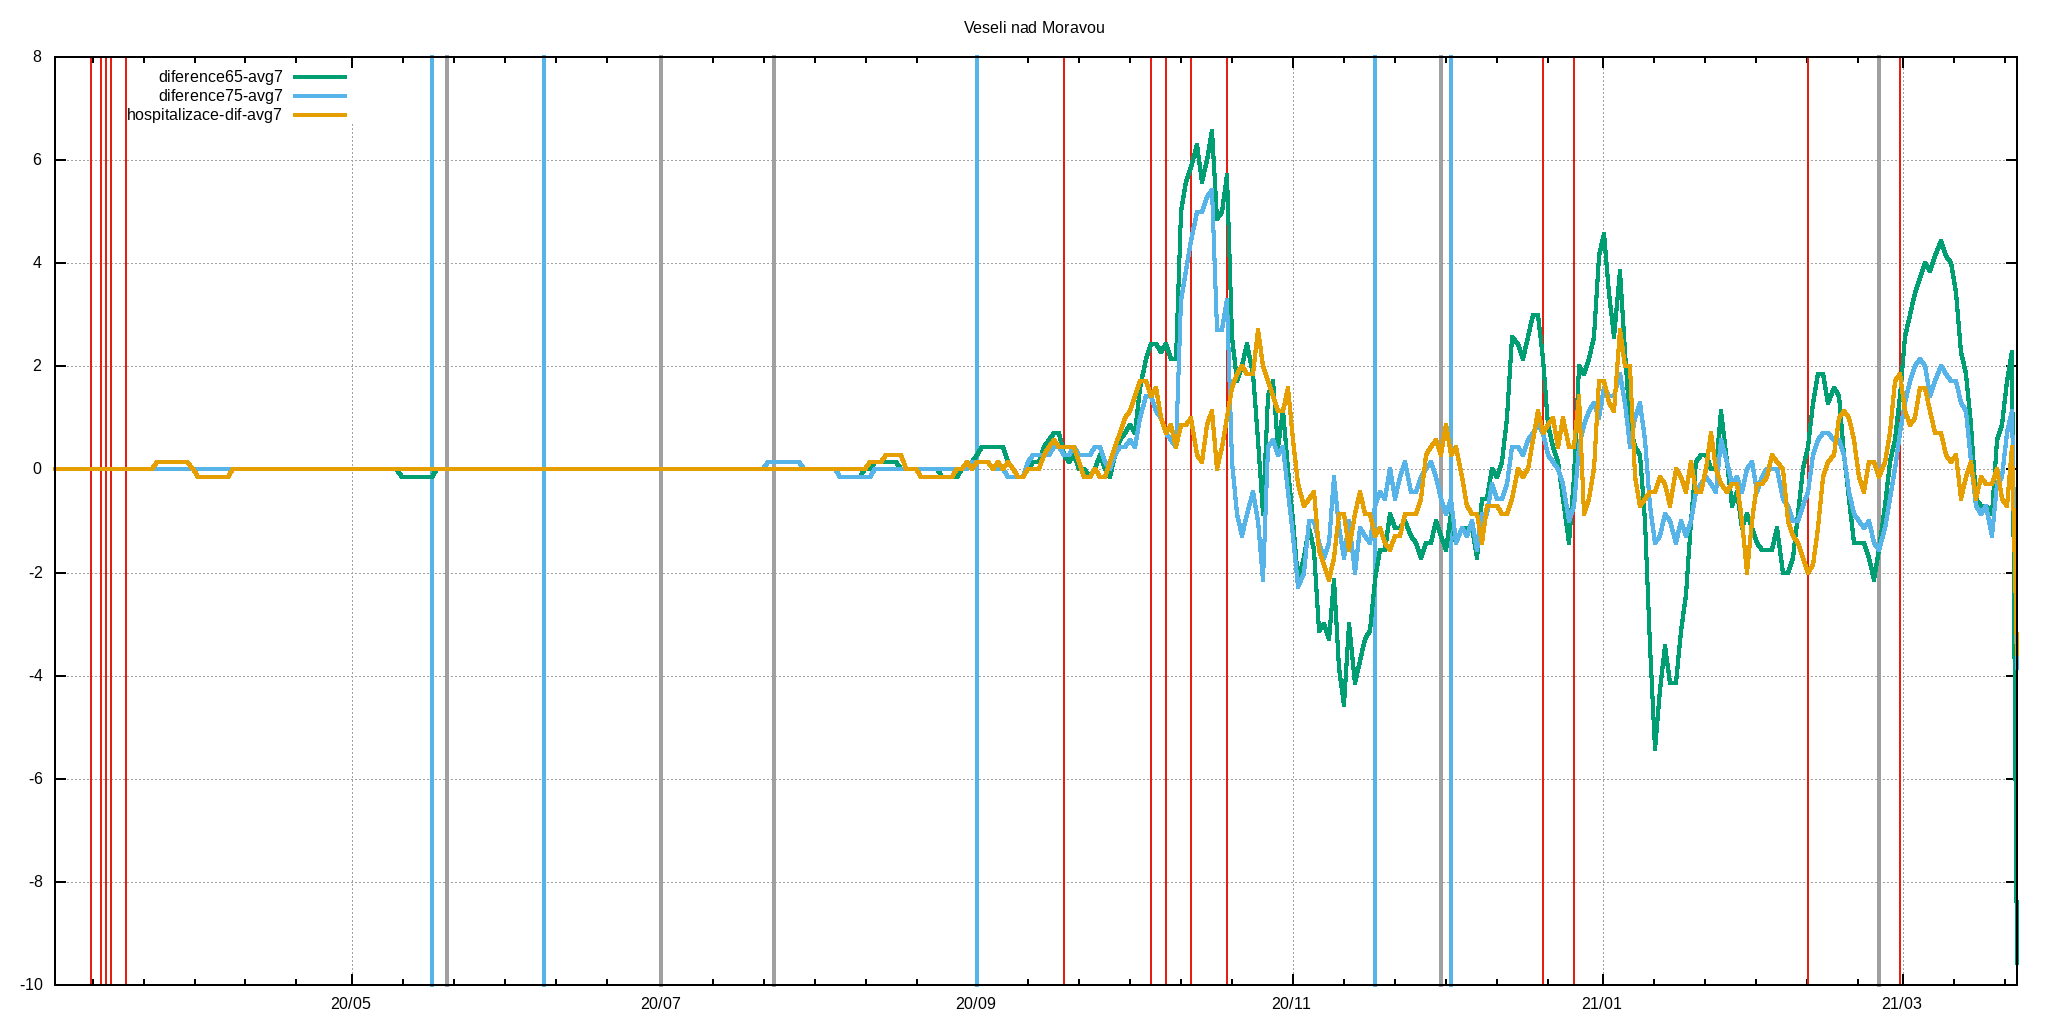 Veseli nad Moravou
diference65-avg7
diference75-avg7
hospitalizace-dif-avg7
8
6
4
2
0
-2
-4
-6
-8
-10
20/05 20/07 20/09 20/11 21/01 21/03